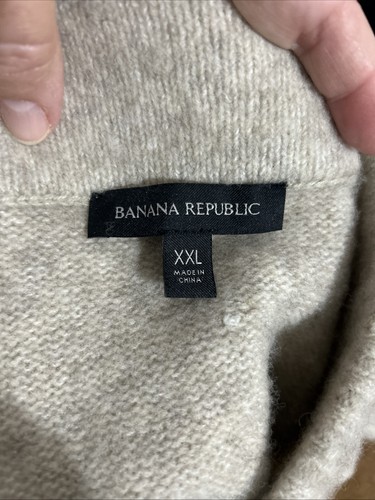 BANANA REPUBLIC
XXL
MADE IN
CHINA